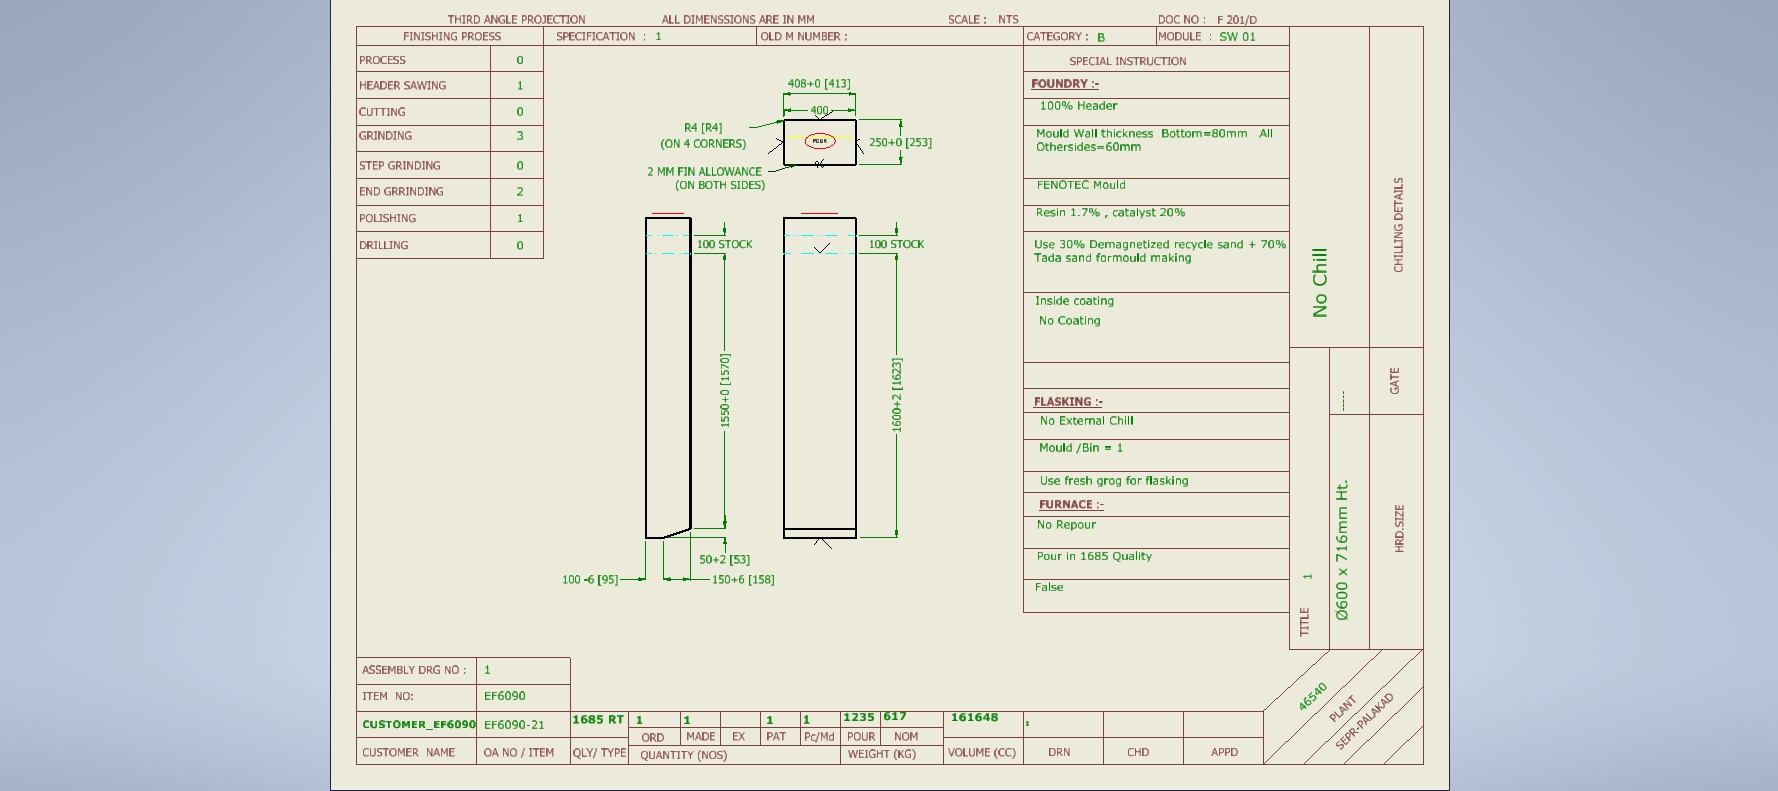 THIRD ANGLE PROJECTION ALL DIMENSSIONS ARE IN MM SCALE : NTS DOC NO : F 201/D
FINISHING PROESS SPECIFICATION : 1 OLD M NUMBER : CATEGORY : B MODULE : SW 01
PROCESS 0
HEADER SAWING 1
CUTTING 0
GRINDING 3
STEP GRINDING 0
END GRRINDING 2
POLISHING 1
DRILLING 0
408+0 [413]
400
R4 [R4]
(ON 4 CORNERS)
POUR
250+0 [253]
2 MM FIN ALLOWANCE
(ON BOTH SIDES)
100 STOCK
100 STOCK
1550+0 [1570]
1600+2 [1623]
50+2 [53]
100 -6 [95]
150+6 [158]
SPECIAL INSTRUCTION
FOUNDRY :-
100% Header
Mould Wall thickness Bottom=80mm All
Othersides=60mm
FENOTEC Mould
Resin 1.7% , catalyst 20%
Use 30% Demagnetized recycle sand + 70%
Tada sand formould making
Inside coating
No Coating
FLASKING :-
No External Chill
Mould /Bin = 1
Use fresh grog for flasking
FURNACE :-
No Repour
Pour in 1685 Quality
False
No Chill
CHILLING DETAILS
-----
GATE
TITLE 1
Ø600 x 716mm Ht.
HRD.SIZE
ASSEMBLY DRG NO : 1
ITEM NO: EF6090
CUSTOMER_EF6090 EF6090-21 1685 RT 1 1 1 1 1235 617 161648 1
ORD MADE EX PAT Pc/Md POUR NOM
CUSTOMER NAME OA NO / ITEM QLY/ TYPE QUANTITY (NOS) WEIGHT (KG) VOLUME (CC) DRN CHD APPD
46540
PLANT
SEPR-PALAKAD